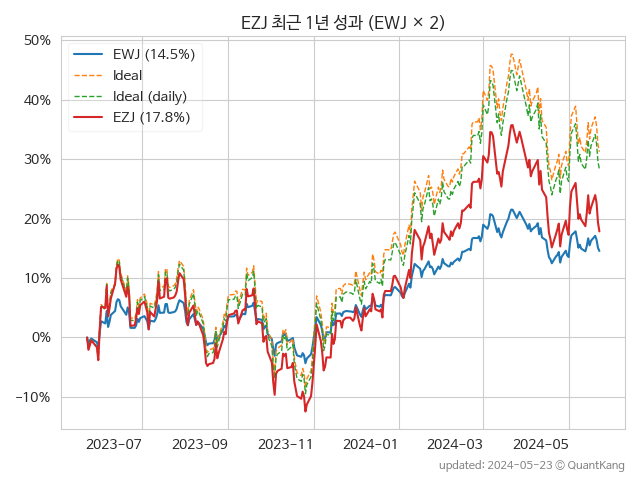 EZJ 최근 1년 성과 (EWJ × 2)
50%
40%
30%
20%
10%
0%
−10%
EWJ (14.5%)
Ideal
Ideal (daily)
EZJ (17.8%)
2023−07
2023−09
2023−11
2024−01
2024−03
2024−05
updated: 2024-05-23 © QuantKang